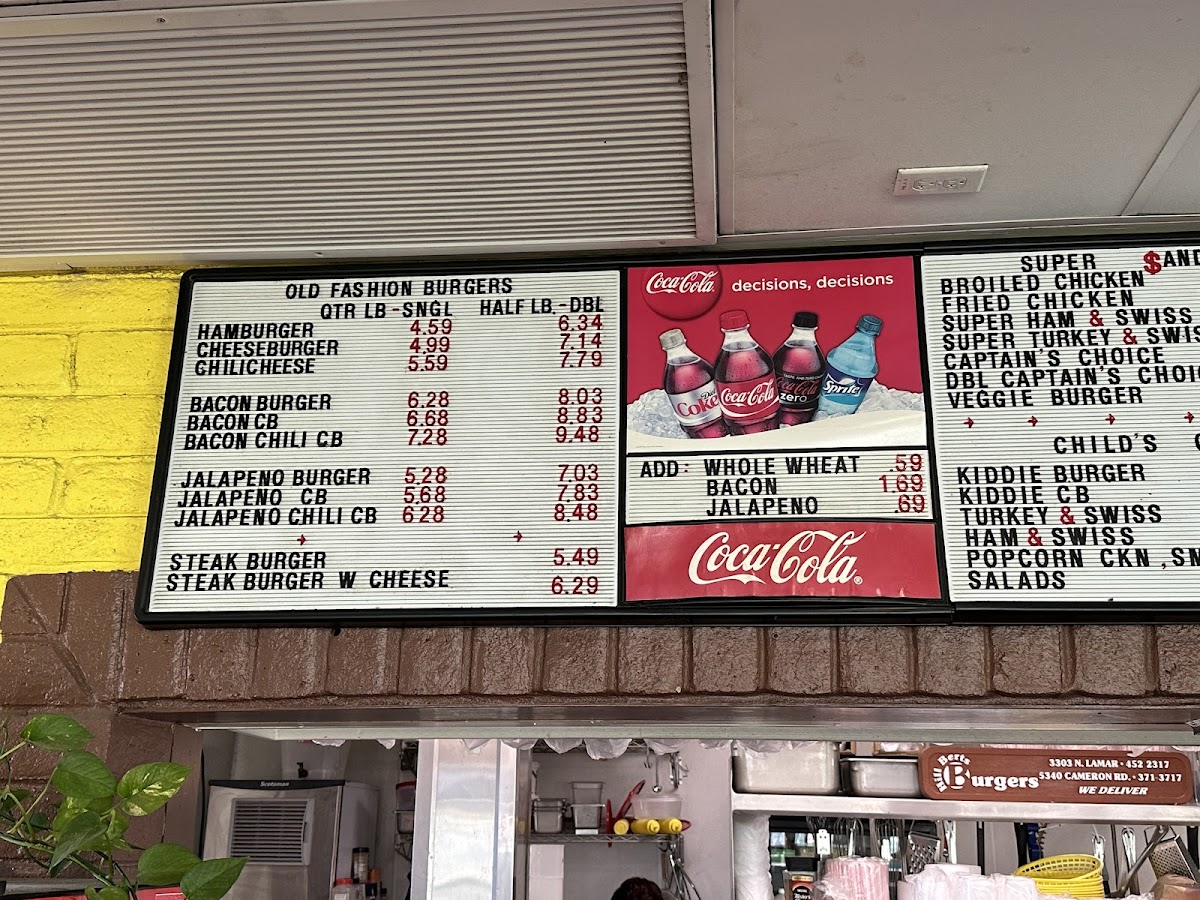 OLD FASHION BURGERS
QTR LB-SNGL HALF LB.-DBL
HAMBURGER 4.59 6.34
CHEESEBURGER 4.99 7.14
CHILICHEESE 5.59 7.79
BACON BURGER 6.28 8.03
BACON CB 6.68 8.83
BACON CHILI CB 7.28 9.48
JALAPENO BURGER 5.28 7.03
JALAPENO CB 5.68 7.83
JALAPENO CHILI CB 6.28 8.48
STEAK BURGER 5.49
STEAK BURGER W CHEESE 6.29
Coca-Cola decisions, decisions
Diet Coke
Coca-Cola
Coca-Cola zero
Sprite
ADD: WHOLE WHEAT .59
BACON 1.69
JALAPENO .69
Coca-Cola®
SUPER $AND
BROILED CHICKEN
FRIED CHICKEN
SUPER HAM & SWISS
SUPER TURKEY & SWIS
CAPTAIN'S CHOICE
DBL CAPTAIN'S CHOIC
VEGGIE BURGER
CHILD'S
KIDDIE BURGER
KIDDIE CB
TURKEY & SWISS
HAM & SWISS
POPCORN CKN, SM
SALADS
Scotsman
Bill Berts Burgers
3303 N. LAMAR • 452 2317
5340 CAMERON RD. • 371-3717
WE DELIVER